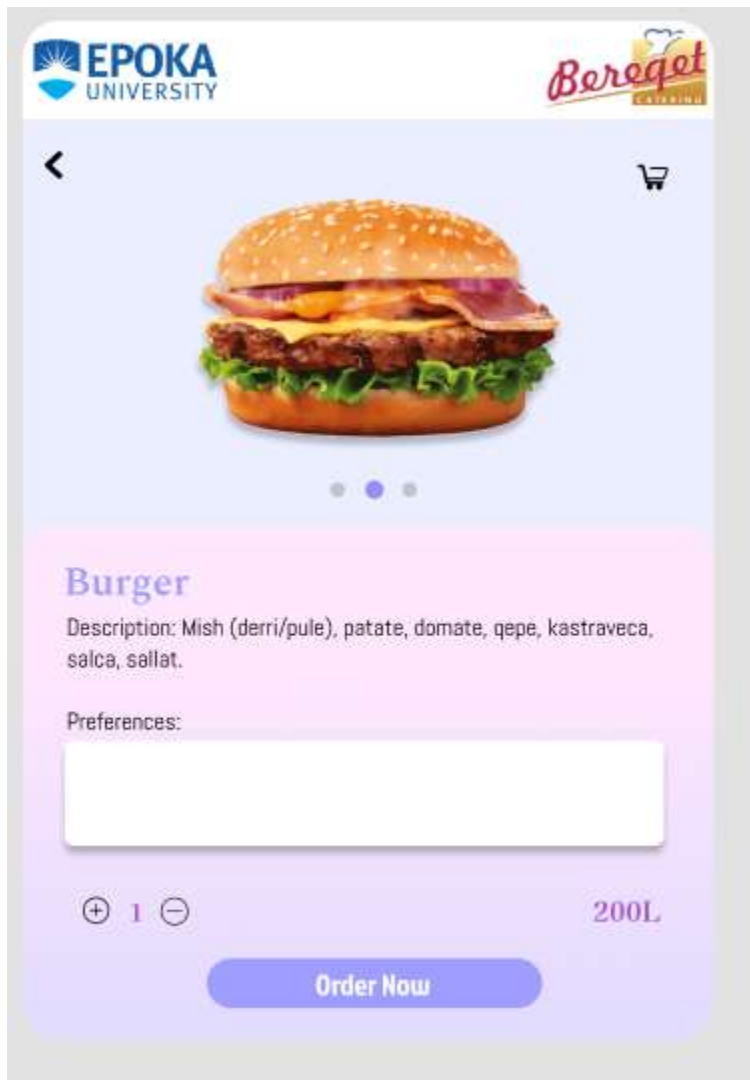 EPOKA
UNIVERSITY
Bereqet
CATERING
Burger
Description: Mish (derri/pule), patate, domate, qepe, kastraveca,
salca, sallat.
Preferences:
1
200L
Order Now